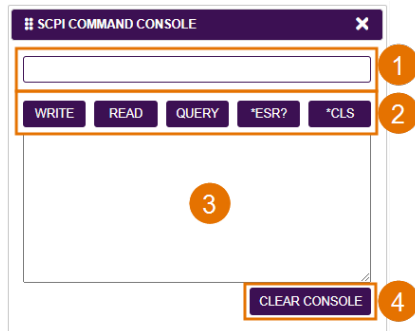 SCPI COMMAND CONSOLE
1
WRITE READ QUERY *ESR? *CLS
2
3
CLEAR CONSOLE
4